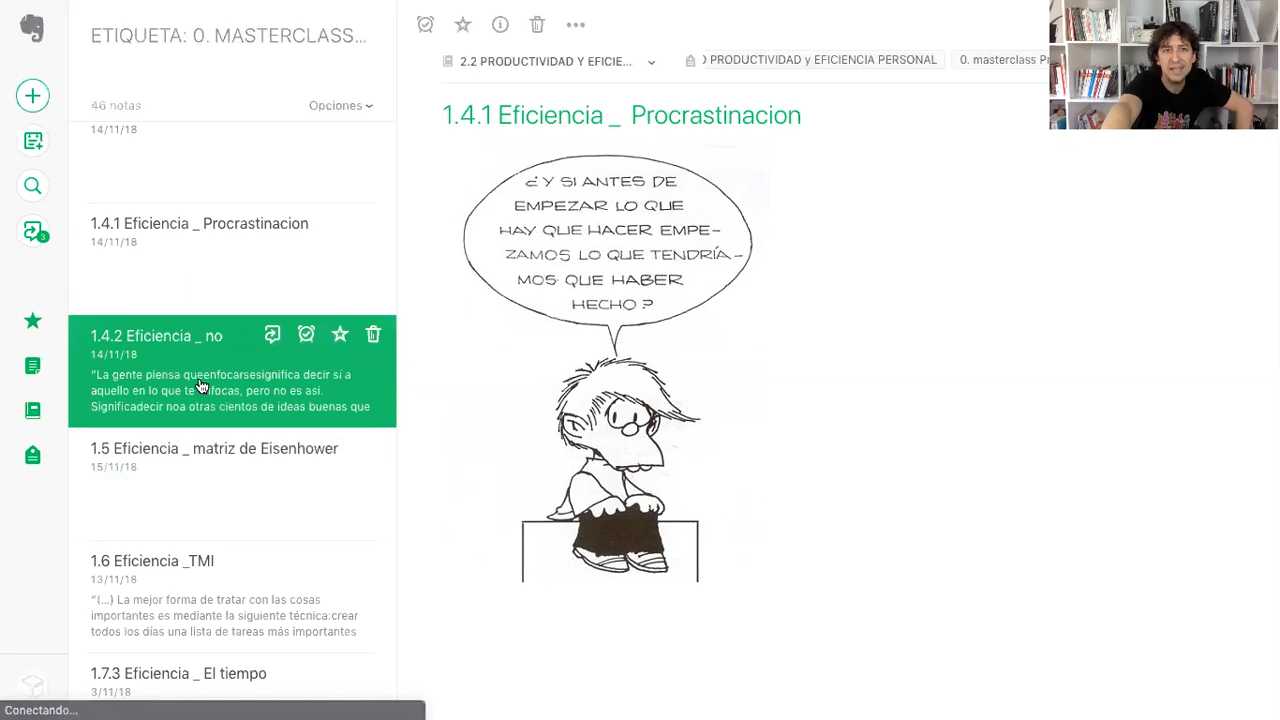 ETIQUETA: 0. MASTERCLASS...
46 notas
Opciones
14/11/18
1.4.1 Eficiencia _ Procrastinacion
14/11/18
1.4.2 Eficiencia _ no
14/11/18
"La gente piensa queenfocarsesignifica decir sí a
aquello en lo que te enfocas, pero no es así.
Significadecir noa otras cientos de ideas buenas que
1.5 Eficiencia _ matriz de Eisenhower
15/11/18
1.6 Eficiencia _TMI
13/11/18
"(...) La mejor forma de tratar con las cosas
importantes es mediante la siguiente técnica:crear
todos los días una lista de tareas más importantes
1.7.3 Eficiencia _ El tiempo
3/11/18
Conectando...
3
2.2 PRODUCTIVIDAD Y EFICIE...
PRODUCTIVIDAD y EFICIENCIA PERSONAL
0. masterclass Pr
1.4.1 Eficiencia _ Procrastinacion
¿Y SI ANTES DE
EMPEZAR LO QUE
HAY QUE HACER EMPE-
ZAMOS LO QUE TENDRÍA-
MOS QUE HABER
HECHO?